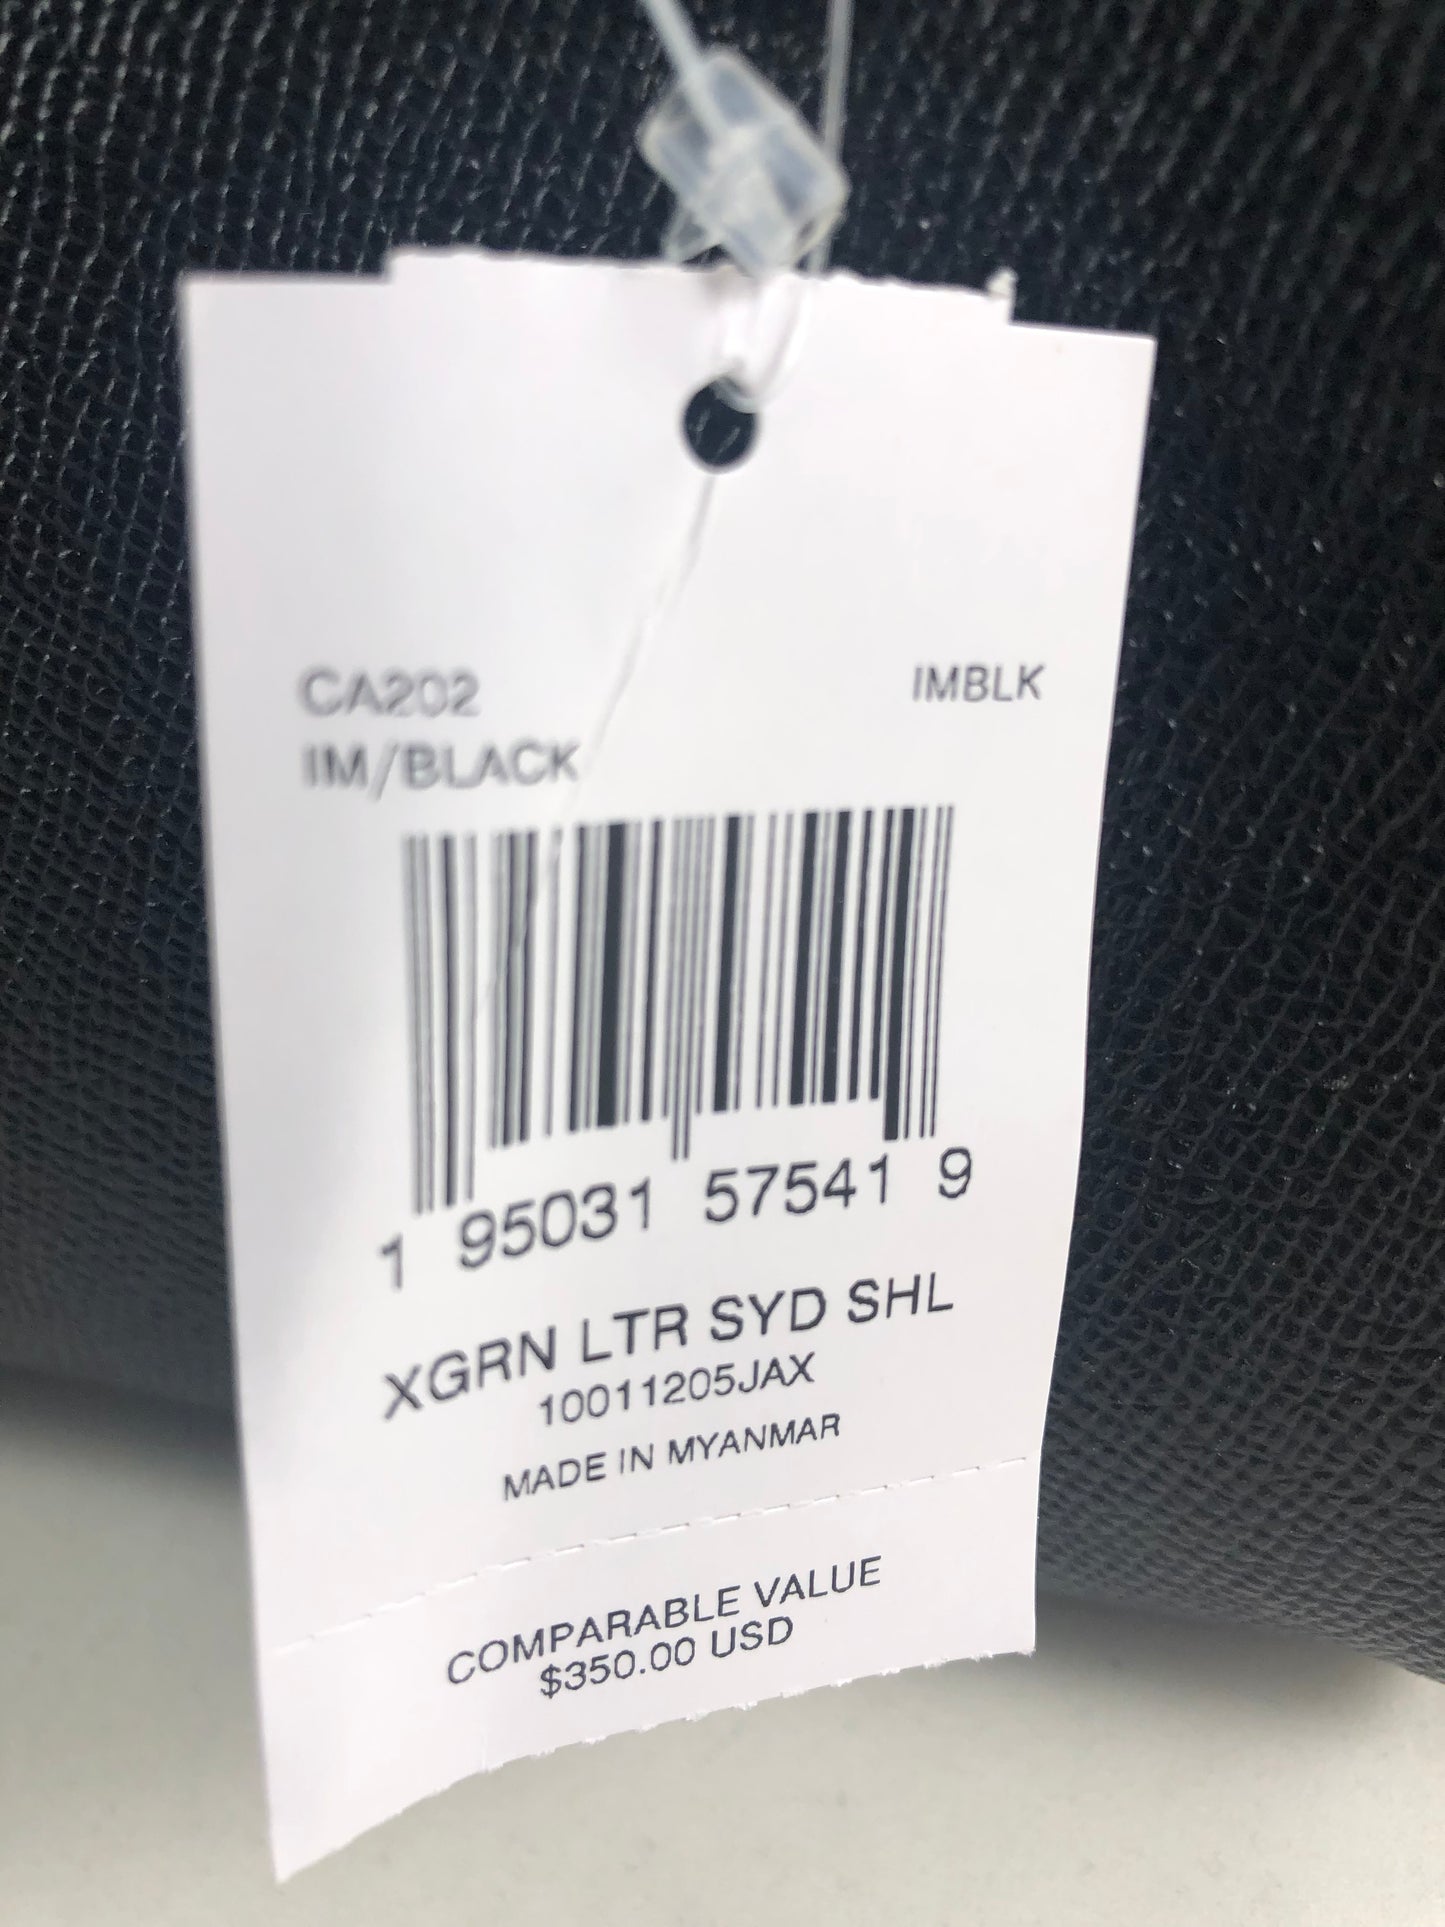 CA202 IMBLK
IM/BLACK
1 95031 57541 9
XGRN LTR SYD SHL
10011205JAX
MADE IN MYANMAR
COMPARABLE VALUE
$350.00 USD